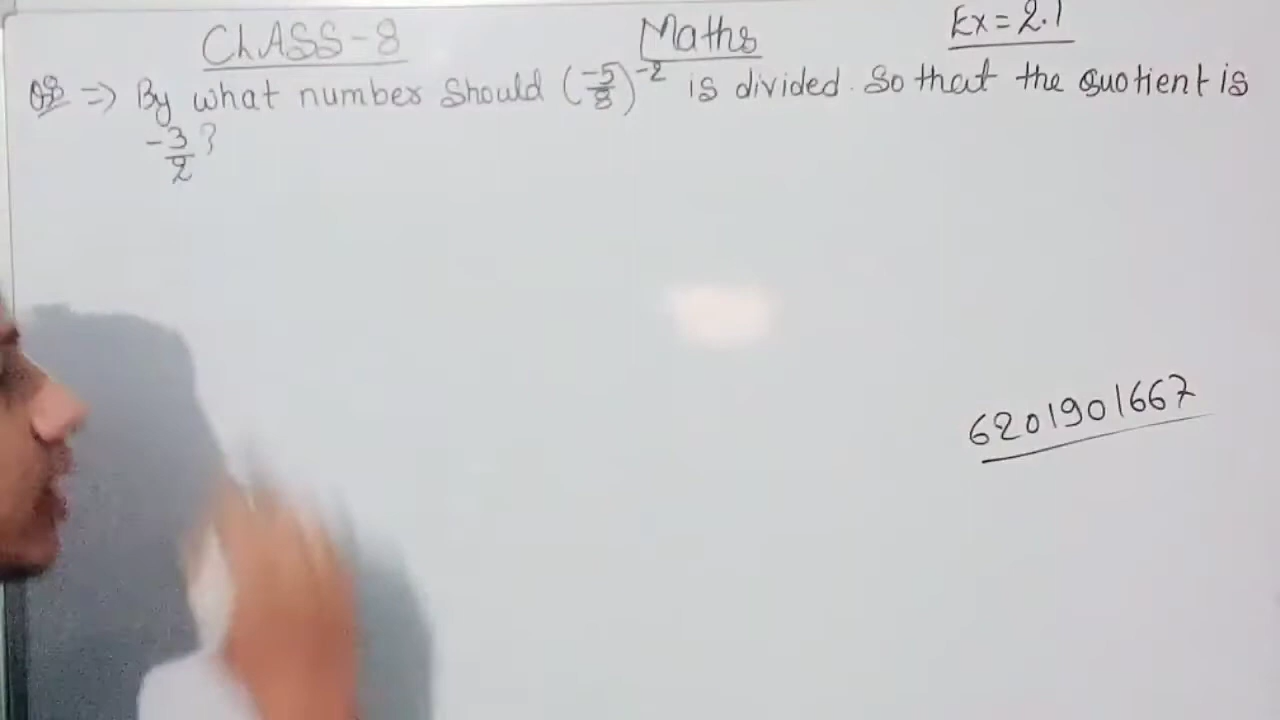 ChASS-8 Maths Ex=2.1
Q8 => By what number should (-5/8)^-2 is divided. So that the quotient is
-3/2?
6201901667